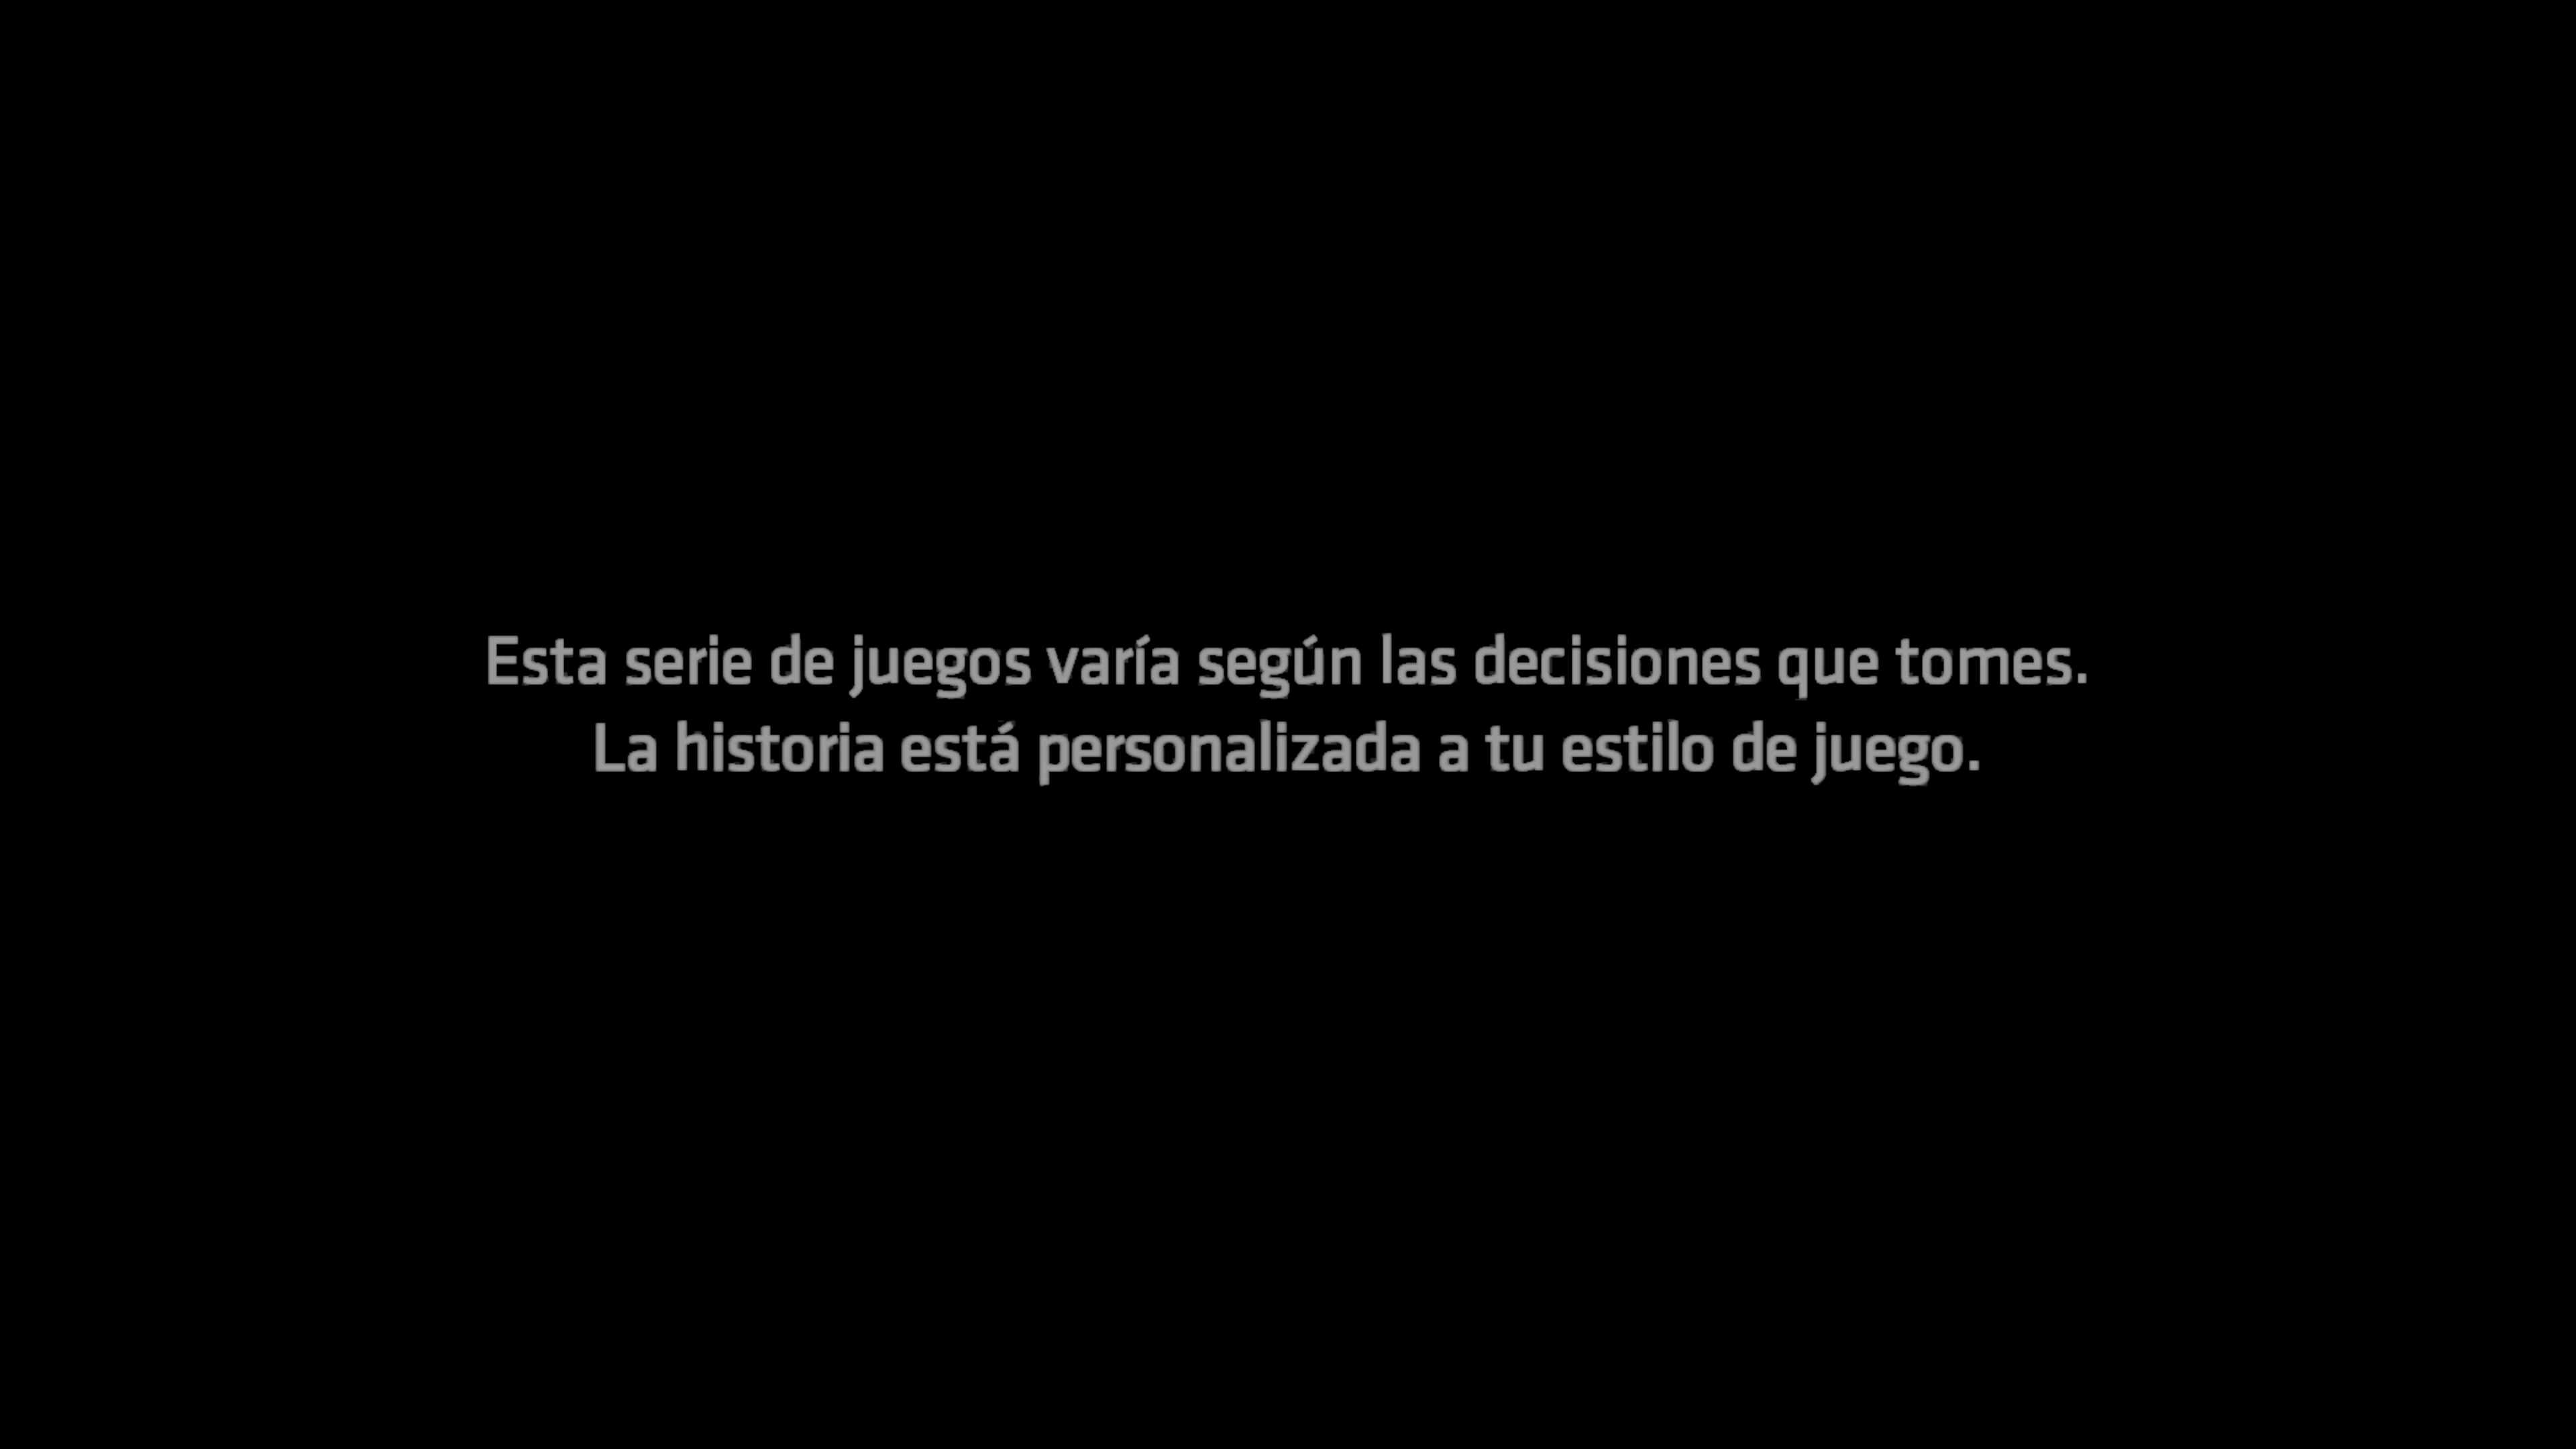 Esta serie de juegos varía según las decisiones que tomes.
La historia está personalizada a tu estilo de juego.